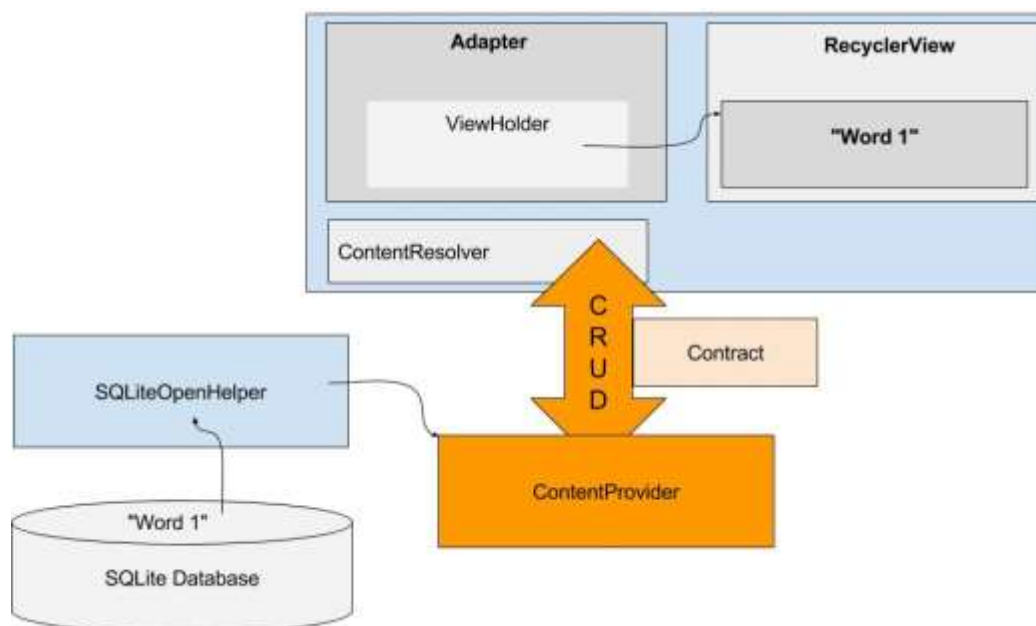 Adapter
RecyclerView
ViewHolder
"Word 1"
ContentResolver
C
R
U
D
Contract
SQLiteOpenHelper
ContentProvider
"Word 1"
SQLite Database